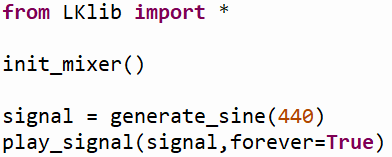 from LKlib import *
init_mixer()
signal = generate_sine(440)
play_signal(signal,forever=True)